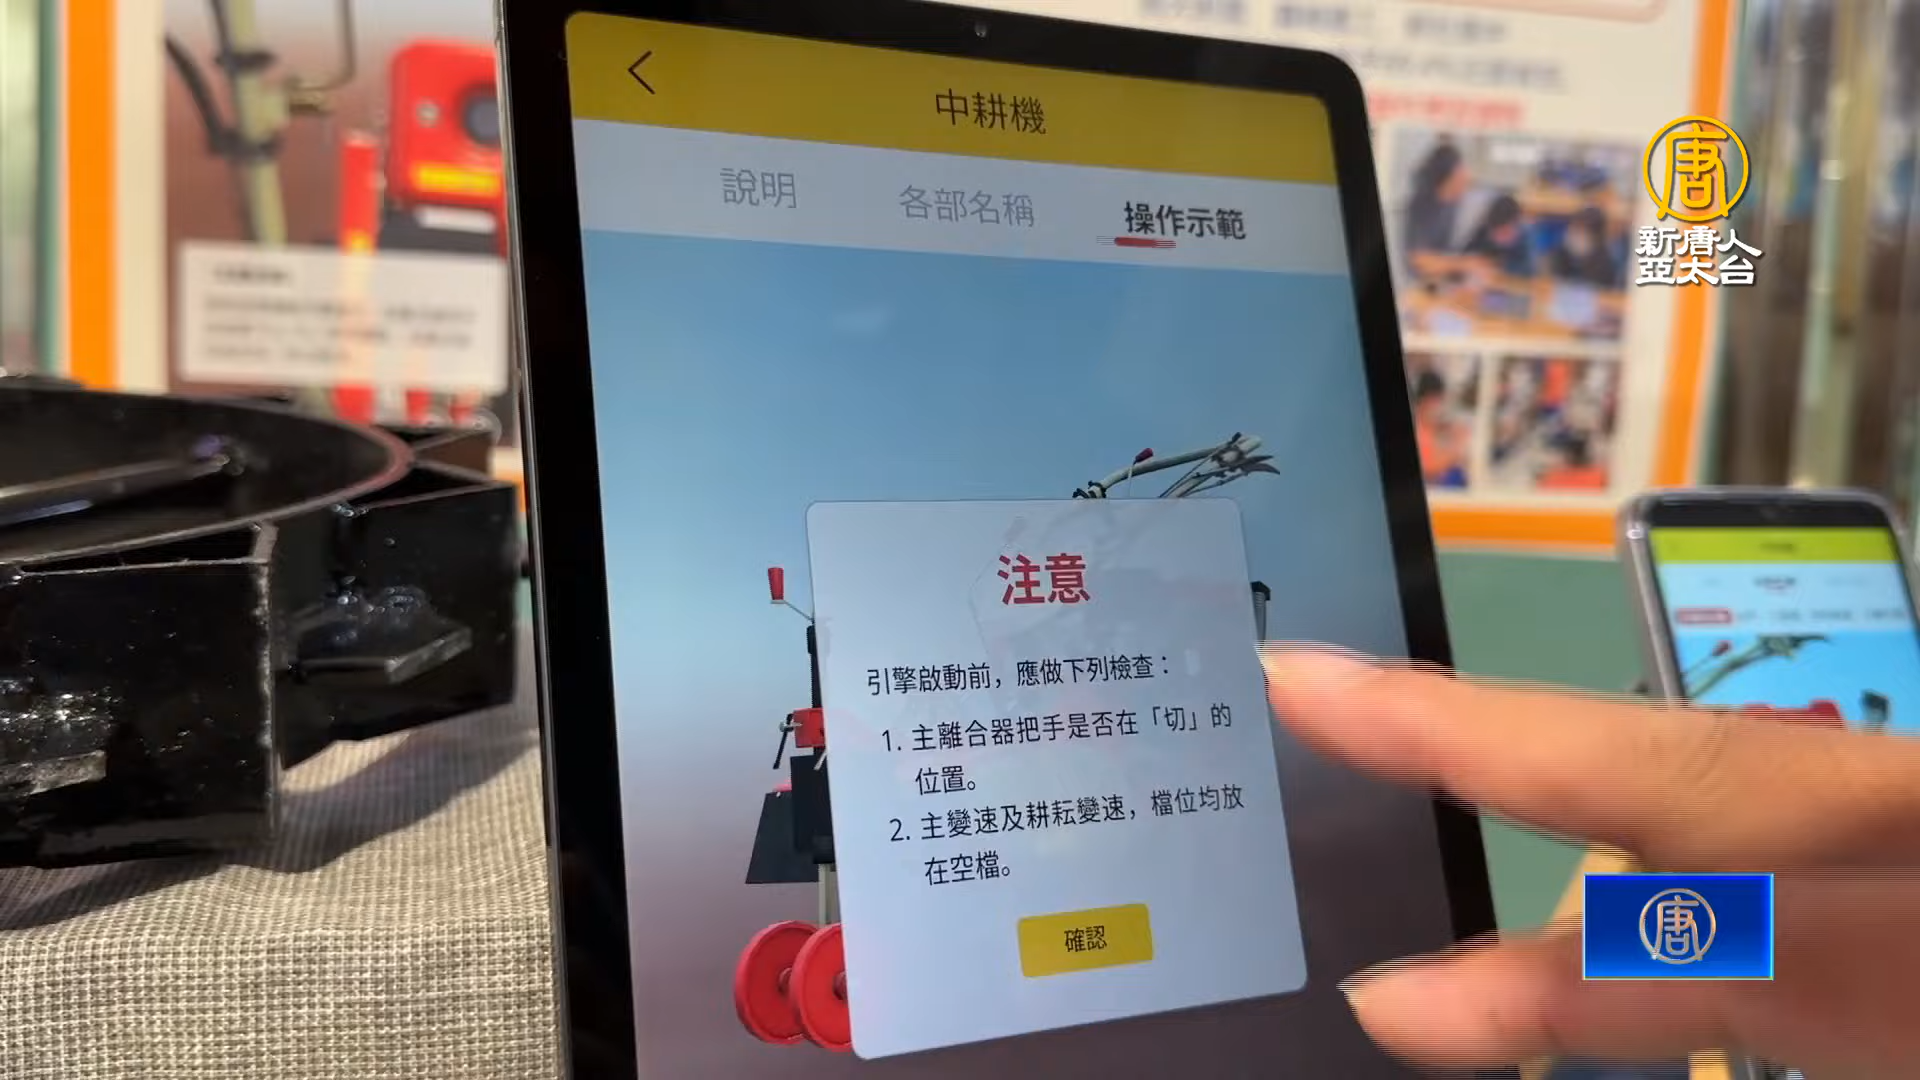 中耕機
說明
各部名稱
操作示範
注意
引擎啟動前，應做下列檢查：
1. 主離合器把手是否在「切」的
位置。
2. 主變速及耕耘變速，檔位均放
在空檔。
確認
唐
新唐人
亞太台
唐